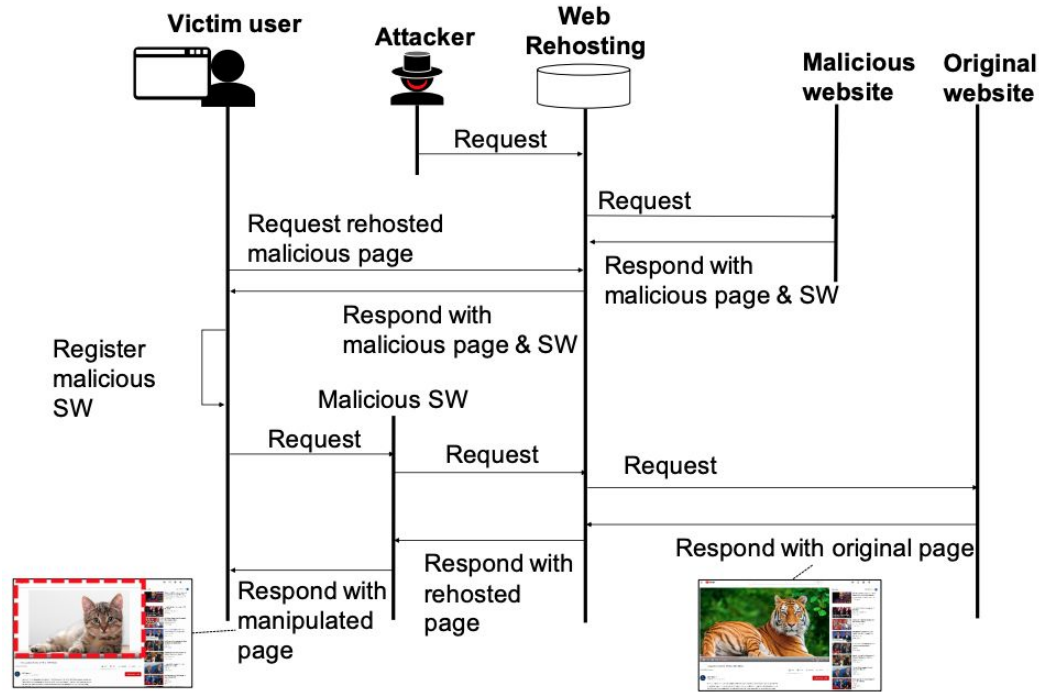 Victim user
Attacker
Web
Rehosting
Malicious
website
Original
website
Request
Request
Request rehosted
malicious page
Respond with
malicious page & SW
Respond with
malicious page & SW
Register
malicious
SW
Malicious SW
Request
Request
Request
Respond with original page
Respond with
rehosted
page
Respond with
manipulated
page